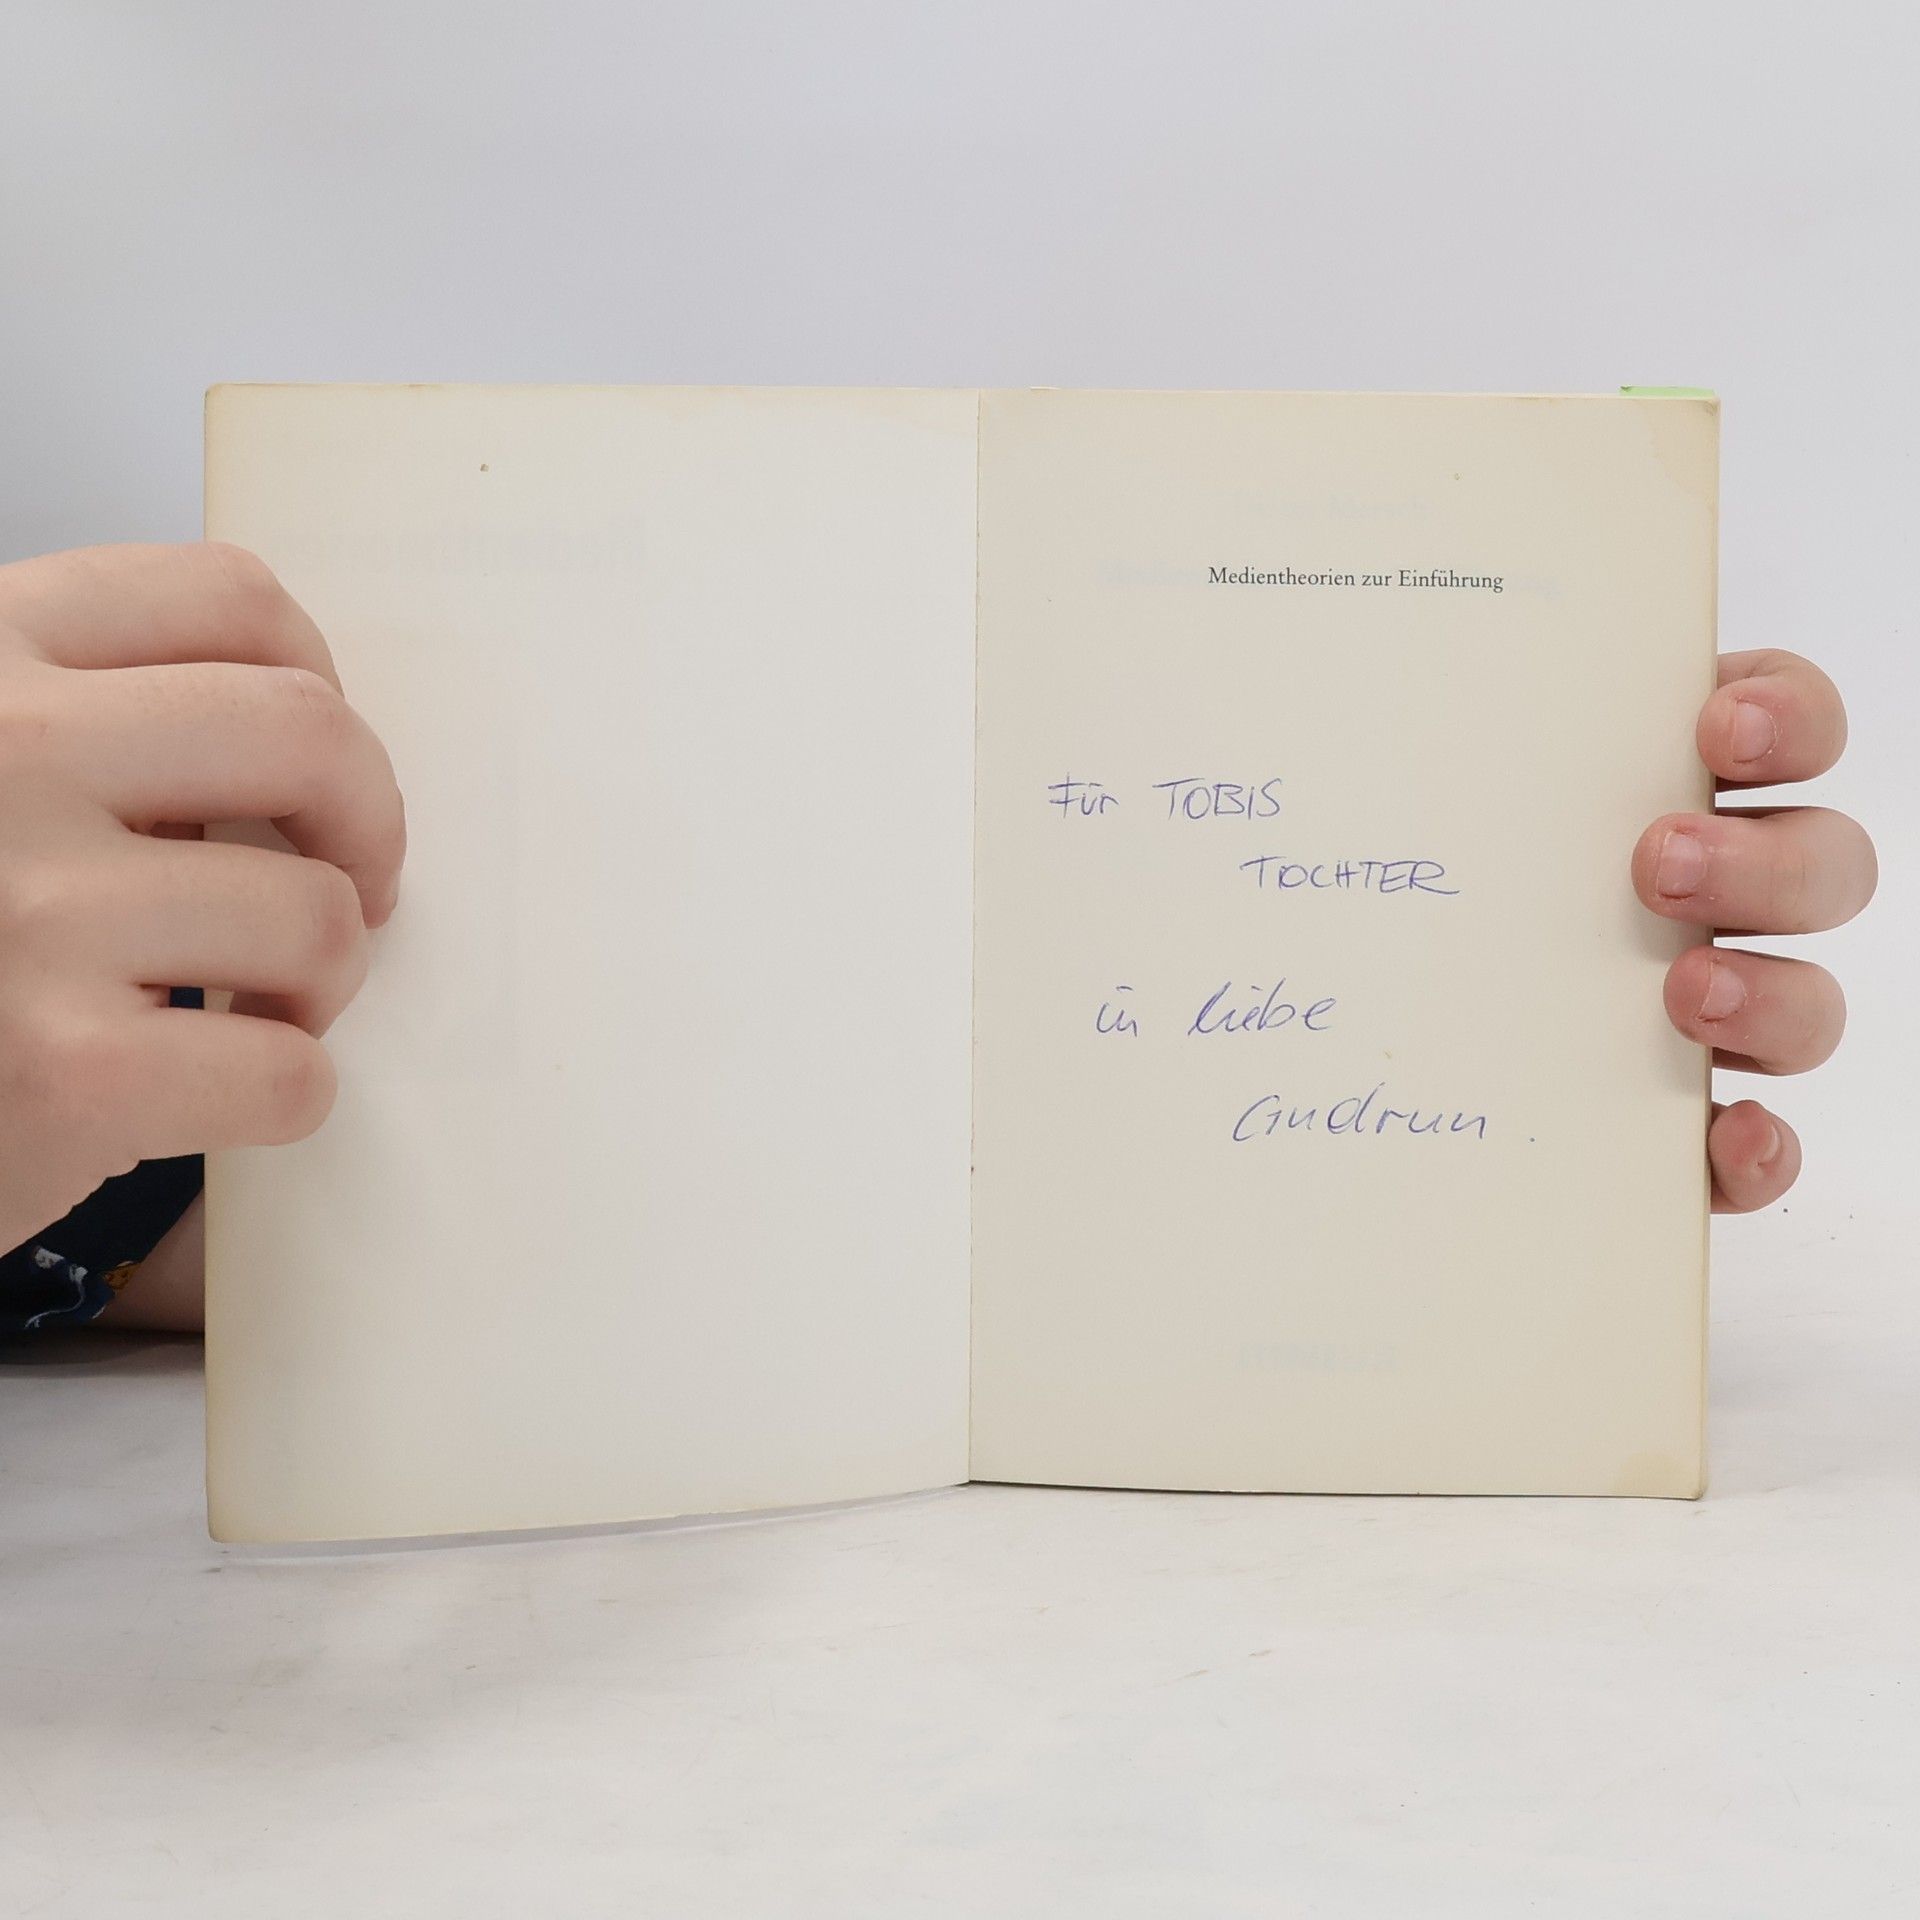 Medientheorien zur Einführung
Für TOBIS
TOCHTER
in liebe
Gudrun.